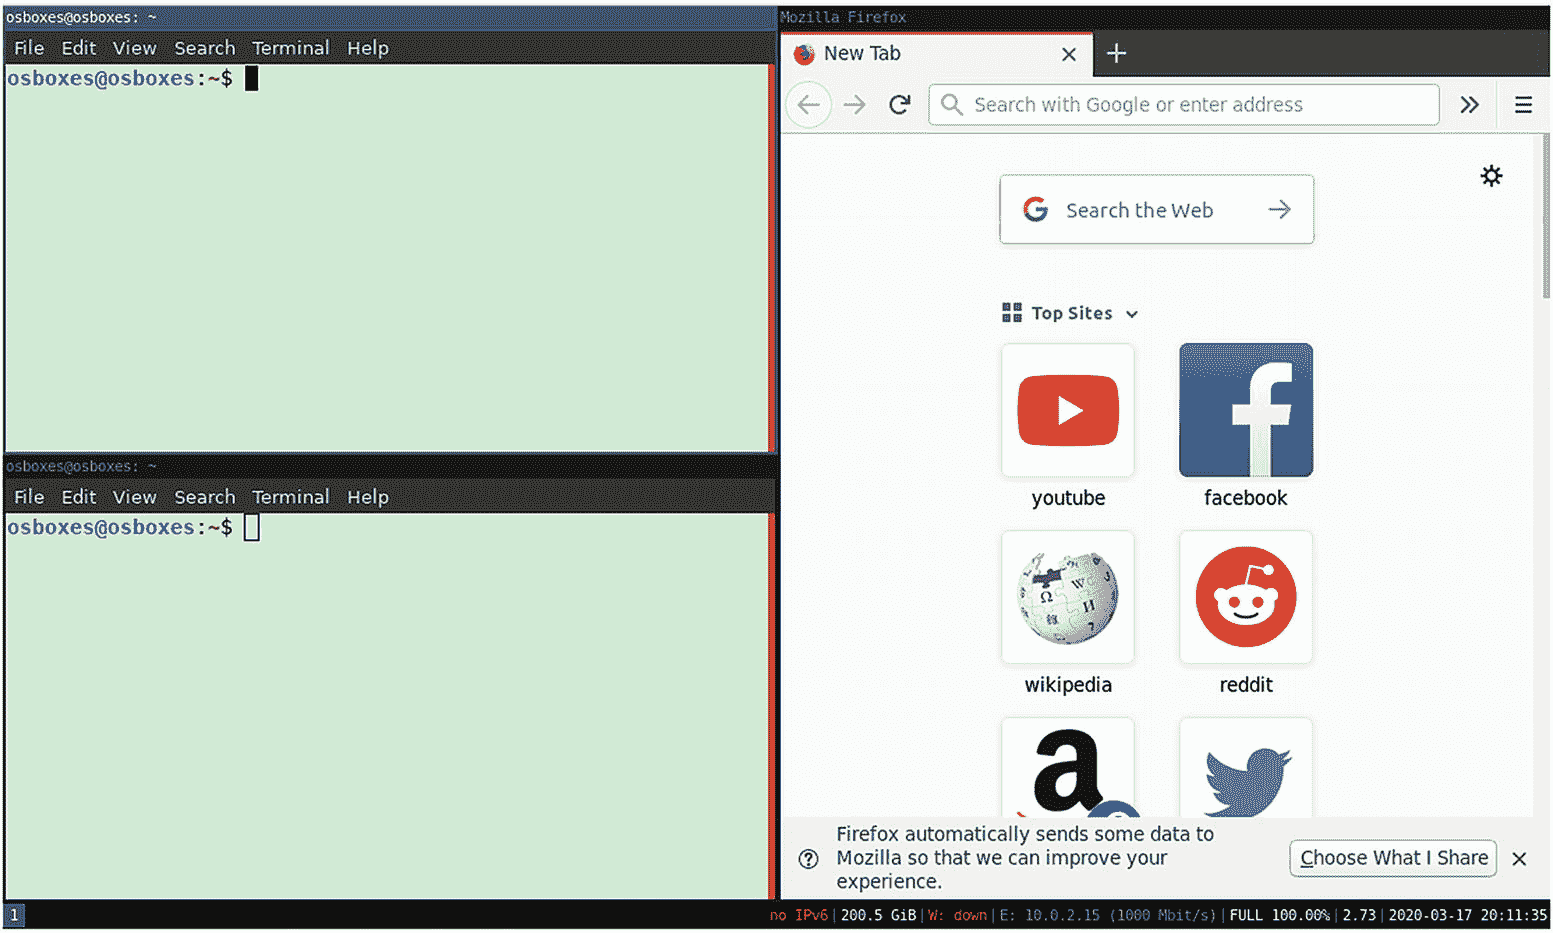 osboxes@osboxes: ~
File Edit View Search Terminal Help
osboxes@osboxes:~$
osboxes@osboxes: ~
File Edit View Search Terminal Help
osboxes@osboxes:~$
Mozilla Firefox
New Tab
Search with Google or enter address
Search the Web
Top Sites
youtube facebook
wikipedia reddit
Firefox automatically sends some data to
Mozilla so that we can improve your
experience.
Choose What I Share
1
no IPv6|200.5 GiB|W: down|E: 10.0.2.15 (1000 Mbit/s)|FULL 100.00%|2.73|2020-03-17 20:11:35